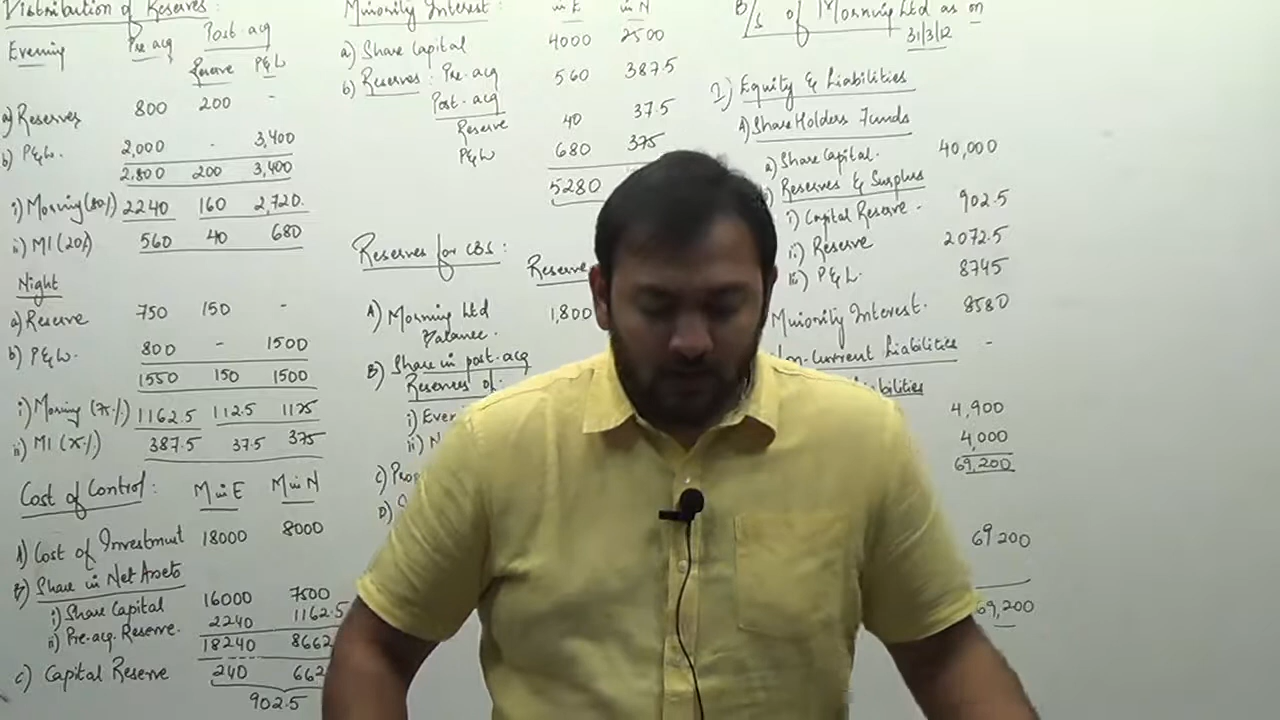 Distribution of Reserves:
Evening Pre acq Post acq
Reserve P&L
a) Reserves 800 200 -
b) P&L. 2,000 - 3,400
2,800 200 3,400
i) Morning (80%) 2240 160 2,720
ii) MI (20%) 560 40 680
Night
a) Reserve 750 150 -
b) P&L. 800 - 1500
1550 150 1500
i) Morning (75%) 1162.5 112.5 1125
ii) MI (25%) 387.5 37.5 375
Cost of Control: M in E M in N
A) Cost of Investment 18000 8000
B) Share in Net Assets
i) Share Capital 16000 7500
ii) Pre-acq. Reserve. 2240 1162.5
18240 8662
c) Capital Reserve 240 662
902.5
Minority Interest: in E in N
a) Share Capital 4000 2500
b) Reserves: Pre-acq 560 387.5
Post-acq
Reserve 40 37.5
P&L 680 375
5280
Reserves for CBS: Reserve
A) Morning Ltd 1,800
Balance.
B) Share in post-acq
Reserves of:
i)
ii) N
c)
D)
B/s of Morning Ltd as on
31/3/12
I) Equity & Liabilities
A) Share Holders Funds
a) Share Capital. 40,000
Reserves & Surplus
i) Capital Reserve. 902.5
ii) Reserve 2072.5
iii) P&L. 8745
Minority Interest. 8580
on-Current Liabilities -
4,900
4,000
69,200
69,200
69,200